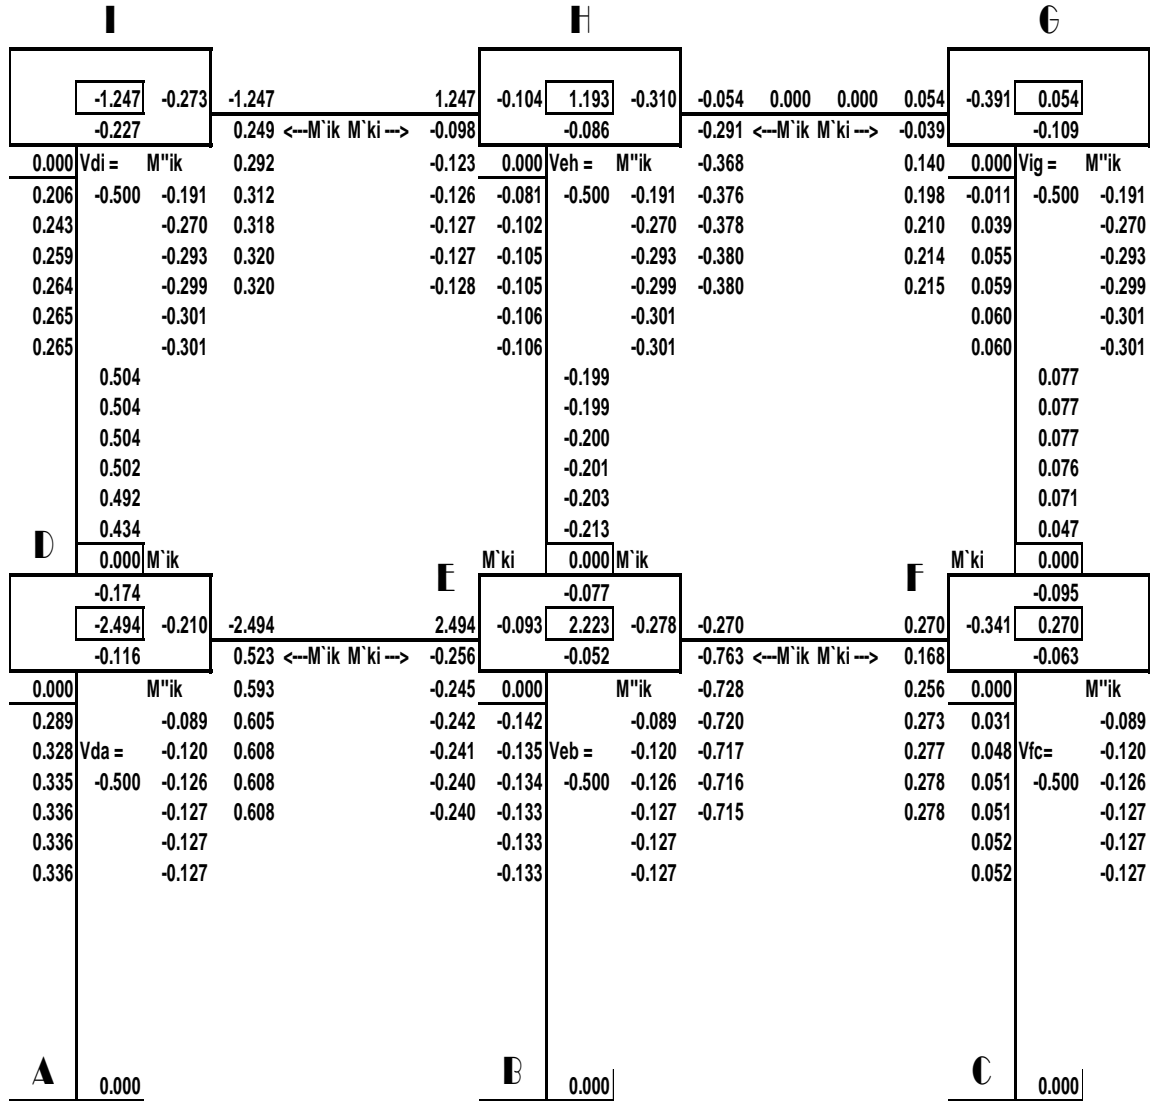 I H G
-1.247 -0.273 -1.247 1.247 -0.104 1.193 -0.310 -0.054 0.000 0.000 0.054 -0.391 0.054
-0.227 0.249 <---M`ik M`ki ---> -0.098 -0.086 -0.291 <---M`ik M`ki ---> -0.039 -0.109
0.000 Vdi = M"ik 0.292 -0.123 0.000 Veh = M"ik -0.368 0.140 0.000 Vig = M"ik
0.206 -0.500 -0.191 0.312 -0.126 -0.081 -0.500 -0.191 -0.376 0.198 -0.011 -0.500 -0.191
0.243 -0.270 0.318 -0.127 -0.102 -0.270 -0.378 0.210 0.039 -0.270
0.259 -0.293 0.320 -0.127 -0.105 -0.293 -0.380 0.214 0.055 -0.293
0.264 -0.299 0.320 -0.128 -0.105 -0.299 -0.380 0.215 0.059 -0.299
0.265 -0.301 -0.106 -0.301 0.060 -0.301
0.265 -0.301 -0.106 -0.301 0.060 -0.301
0.504 -0.199 0.077
0.504 -0.199 0.077
0.504 -0.200 0.077
0.502 -0.201 0.076
0.492 -0.203 0.071
0.434 -0.213 0.047
D 0.000 M`ik E M`ki 0.000 M`ik F M`ki 0.000
-0.174 -0.077 -0.095
-2.494 -0.210 -2.494 2.494 -0.093 2.223 -0.278 -0.270 0.270 -0.341 0.270
-0.116 0.523 <---M`ik M`ki ---> -0.256 -0.052 -0.763 <---M`ik M`ki ---> 0.168 -0.063
0.000 M"ik 0.593 -0.245 0.000 M"ik -0.728 0.256 0.000 M"ik
0.289 -0.089 0.605 -0.242 -0.142 -0.089 -0.720 0.273 0.031 -0.089
0.328 Vda = -0.120 0.608 -0.241 -0.135 Veb = -0.120 -0.717 0.277 0.048 Vfc= -0.120
0.335 -0.500 -0.126 0.608 -0.240 -0.134 -0.500 -0.126 -0.716 0.278 0.051 -0.500 -0.126
0.336 -0.127 0.608 -0.240 -0.133 -0.127 -0.715 0.278 0.051 -0.127
0.336 -0.127 -0.133 -0.127 0.052 -0.127
0.336 -0.127 -0.133 -0.127 0.052 -0.127
A 0.000 B 0.000 C 0.000